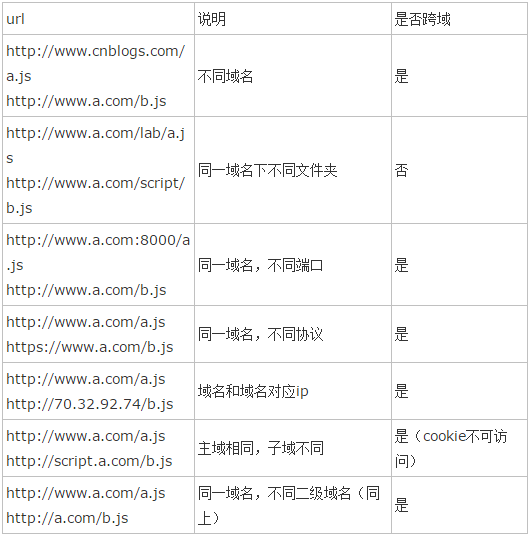 url 说明 是否跨域
http://www.cnblogs.com/
a.js
http://www.a.com/b.js
不同域名
是
http://www.a.com/lab/a.j
s
http://www.a.com/script/
b.js
同一域名下不同文件夹
否
http://www.a.com:8000/a
.js
http://www.a.com/b.js
同一域名，不同端口
是
http://www.a.com/a.js
https://www.a.com/b.js
同一域名，不同协议
是
http://www.a.com/a.js
http://70.32.92.74/b.js
域名和域名对应ip
是
http://www.a.com/a.js
http://script.a.com/b.js
主域相同，子域不同
是（cookie不可访
问）
http://www.a.com/a.js
http://a.com/b.js
同一域名，不同二级域名（同
上）
是